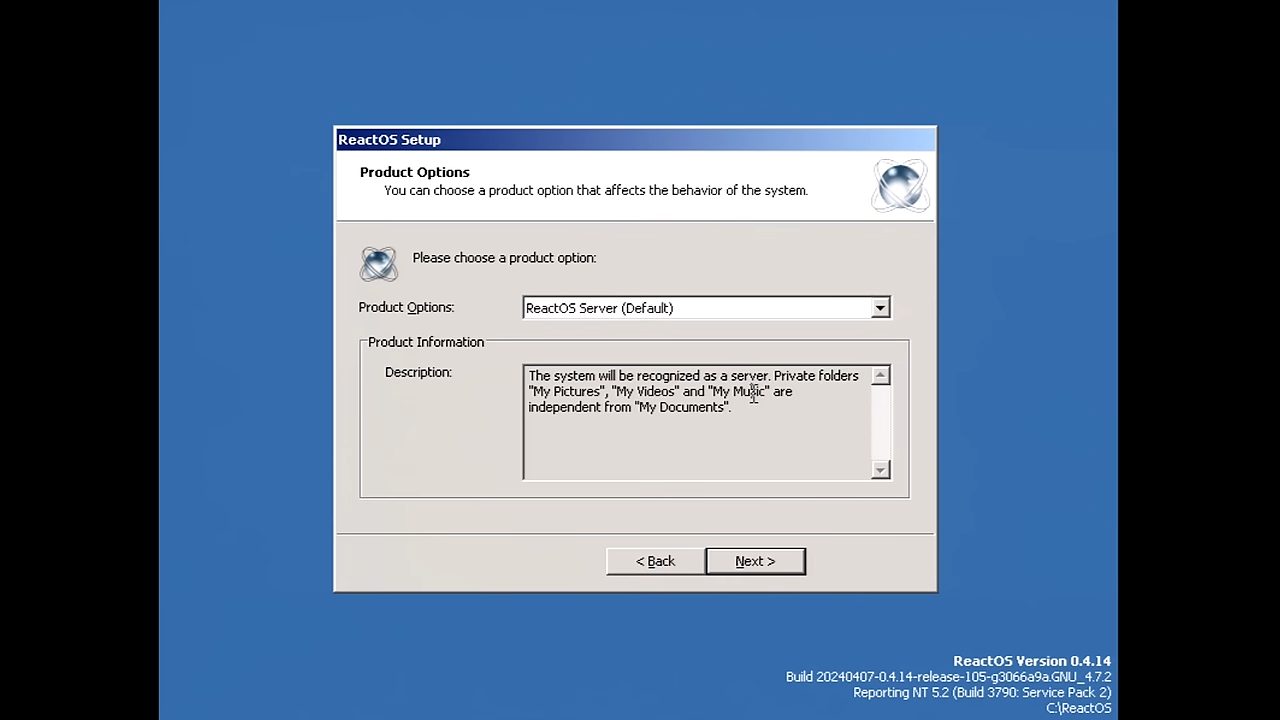 ReactOS Setup
Product Options
You can choose a product option that affects the behavior of the system.
Please choose a product option:
Product Options:
ReactOS Server (Default)
Product Information
Description:
The system will be recognized as a server. Private folders
"My Pictures", "My Videos" and "My Music" are
independent from "My Documents".
< Back
Next >
ReactOS Version 0.4.14
Build 20240407-0.4.14-release-105-g3066a9a.GNU_4.7.2
Reporting NT 5.2 (Build 3790: Service Pack 2)
C:\ReactOS